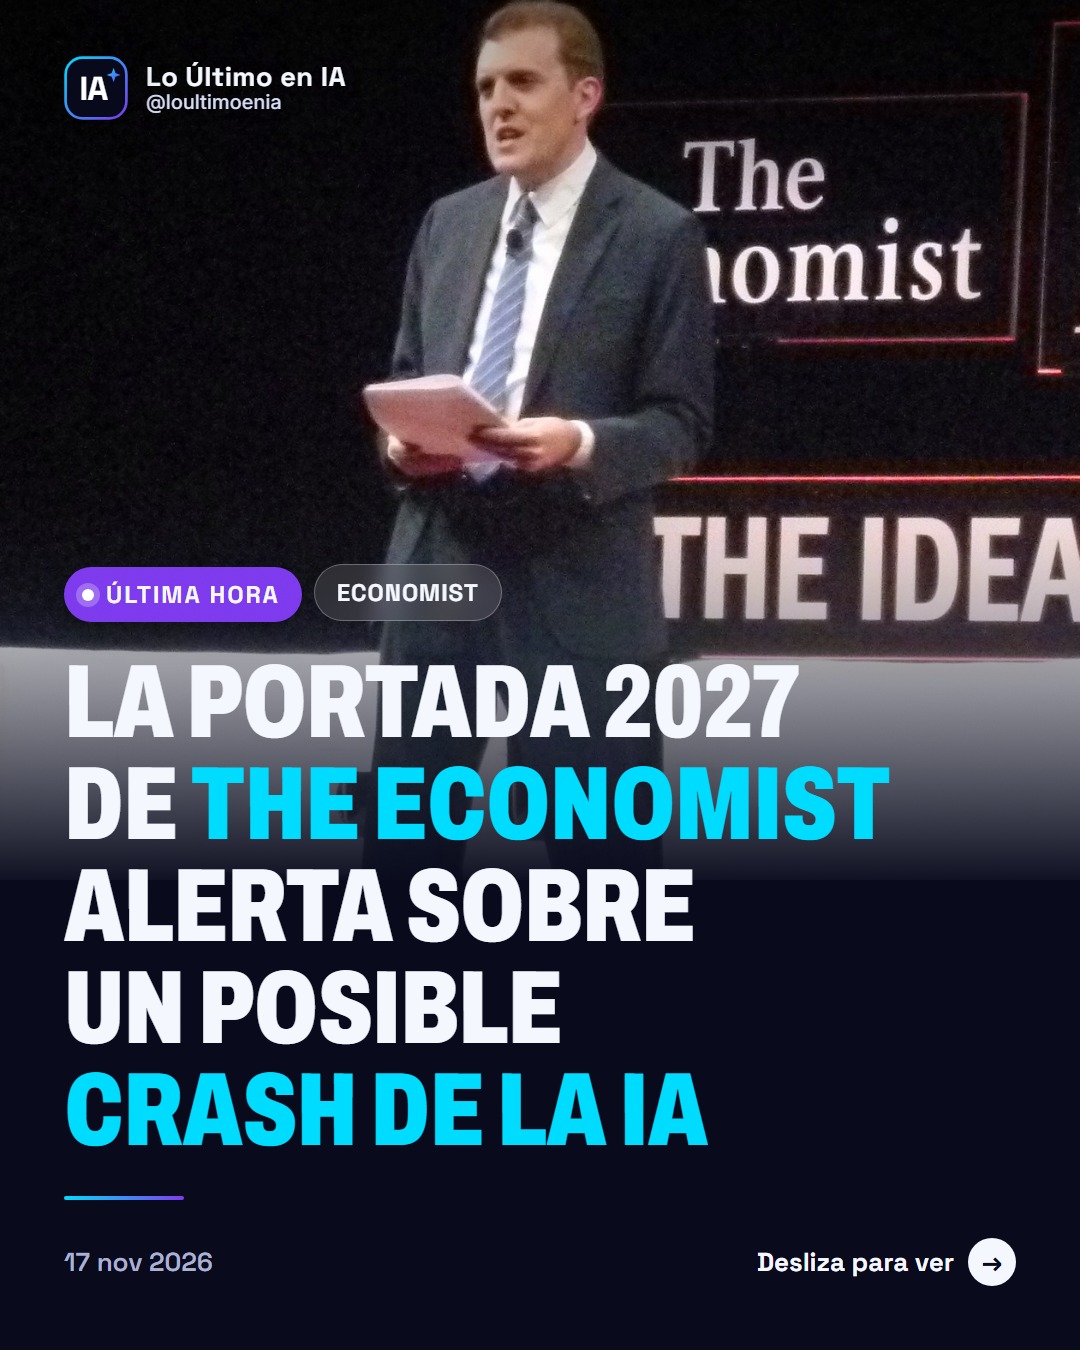 IA
Lo Último en IA
@loultimoenia
The
nomist
THE IDEA
ÚLTIMA HORA
ECONOMIST
LA PORTADA 2027
DE THE ECONOMIST
ALERTA SOBRE
UN POSIBLE
CRASH DE LA IA
17 nov 2026
Desliza para ver →